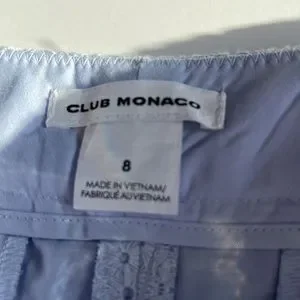 CLUB MONACO
8
MADE IN VIETNAM/
FABRIQUÉ AU VIETNAM